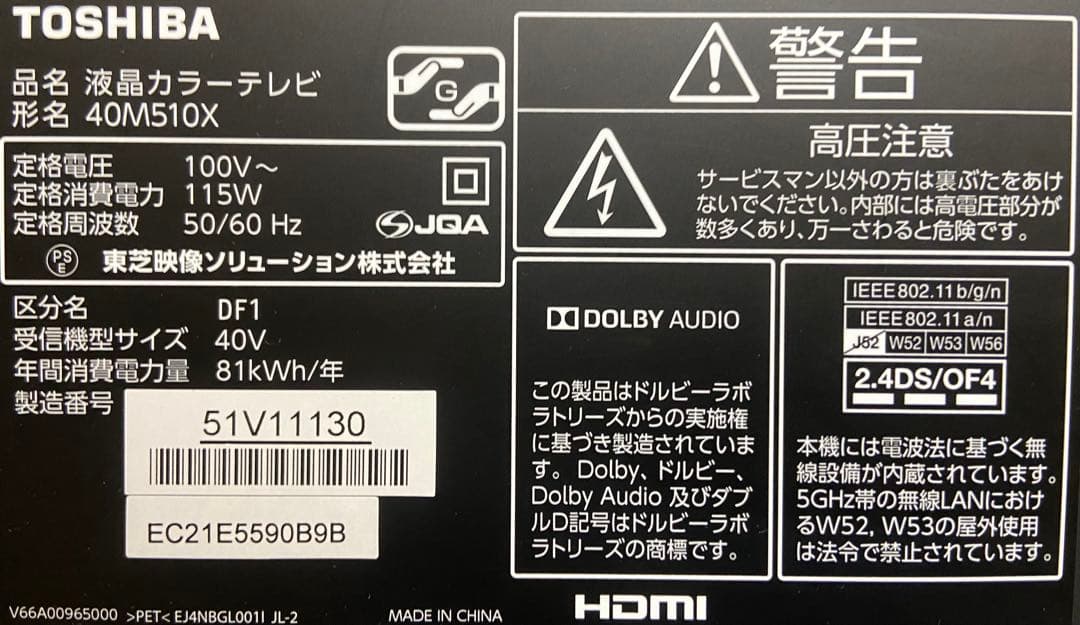 TOSHIBA
品名 液晶カラーテレビ
形名 40M510X
G
定格電圧 100V～
定格消費電力 115W
定格周波数 50/60 Hz
JQA
PSE 東芝映像ソリューション株式会社
区分名 DF1
受信機型サイズ 40V
年間消費電力量 81kWh/年
製造番号
51V11130
EC21E5590B9B
V66A00965000 >PET< EJ4NBGL001I JL-2
MADE IN CHINA
警告
高圧注意
サービスマン以外の方は裏ぶたをあけ
ないでください。内部には高電圧部分が
数多くあり、万一さわると危険です。
DOLBY AUDIO
この製品はドルビーラボ
ラトリーズからの実施権
に基づき製造されていま
す。Dolby、ドルビー、
Dolby Audio 及びダブ
ルD記号はドルビーラボ
ラトリーズの商標です。
HDMI
IEEE802.11b/g/n
IEEE802.11a/n
J52 W52 W53 W56
2.4DS/OF4
本機には電波法に基づく無
線設備が内蔵されています。
5GHz帯の無線LANにおけ
るW52, W53の屋外使用
は法令で禁止されています。